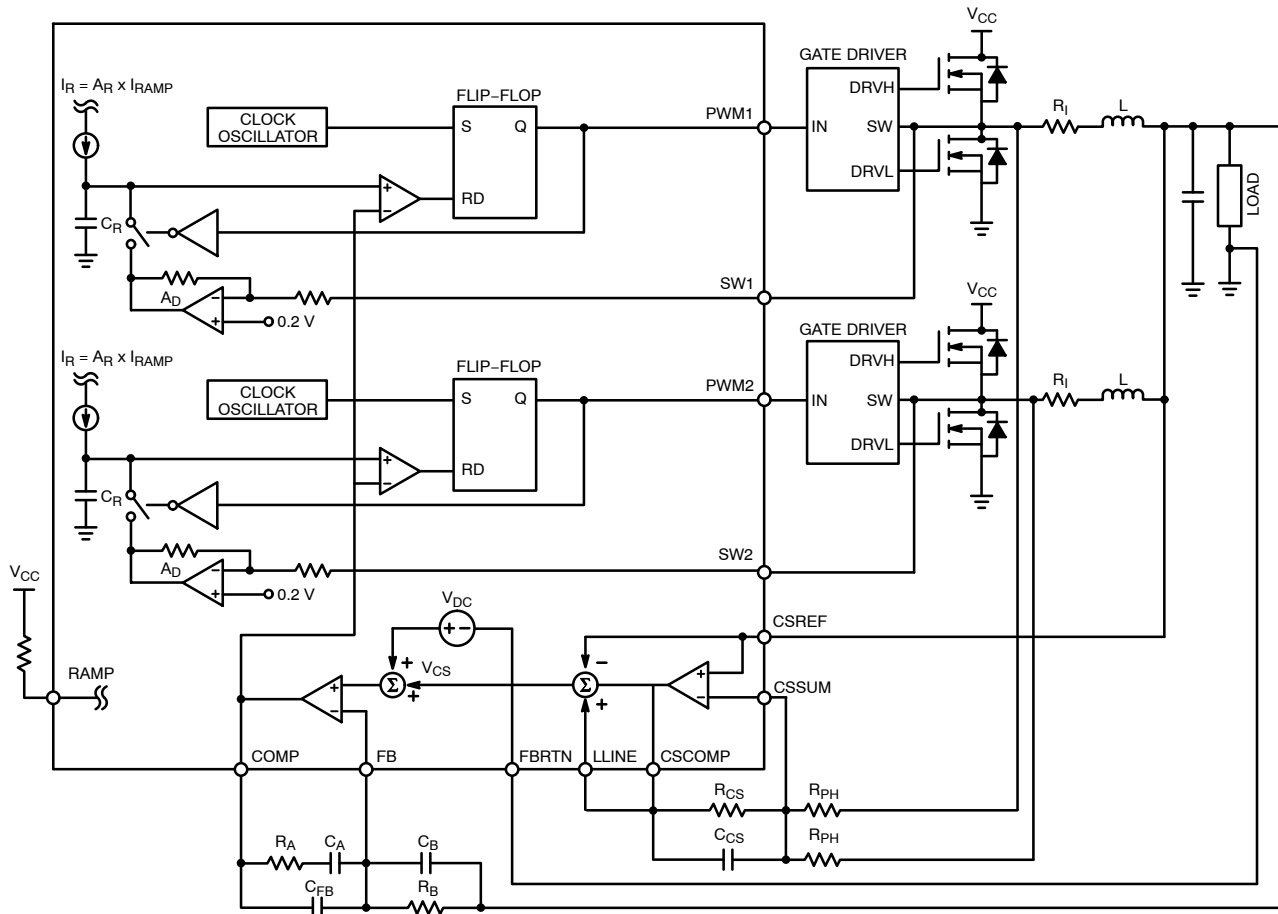 VCC
GATE DRIVER
IR = AR x IRAMP
FLIP-FLOP
DRVH
CLOCK
OSCILLATOR
S
Q
PWM1
IN
SW
RI
L
+
−
RD
DRVL
LOAD
CR
SW1
AD
−
+
0.2 V
VCC
GATE DRIVER
IR = AR x IRAMP
FLIP-FLOP
DRVH
CLOCK
OSCILLATOR
S
Q
PWM2
IN
SW
RI
L
+
−
RD
DRVL
CR
SW2
AD
−
+
0.2 V
VCC
VDC
+ −
CSREF
RAMP
+
VCS
−
+
Σ
+
Σ
+
−
CSSUM
+
−
COMP
FB
FBRTN
LLINE
CSCOMP
RCS
RPH
RA
CA
CB
CCS
RPH
CFB
RB